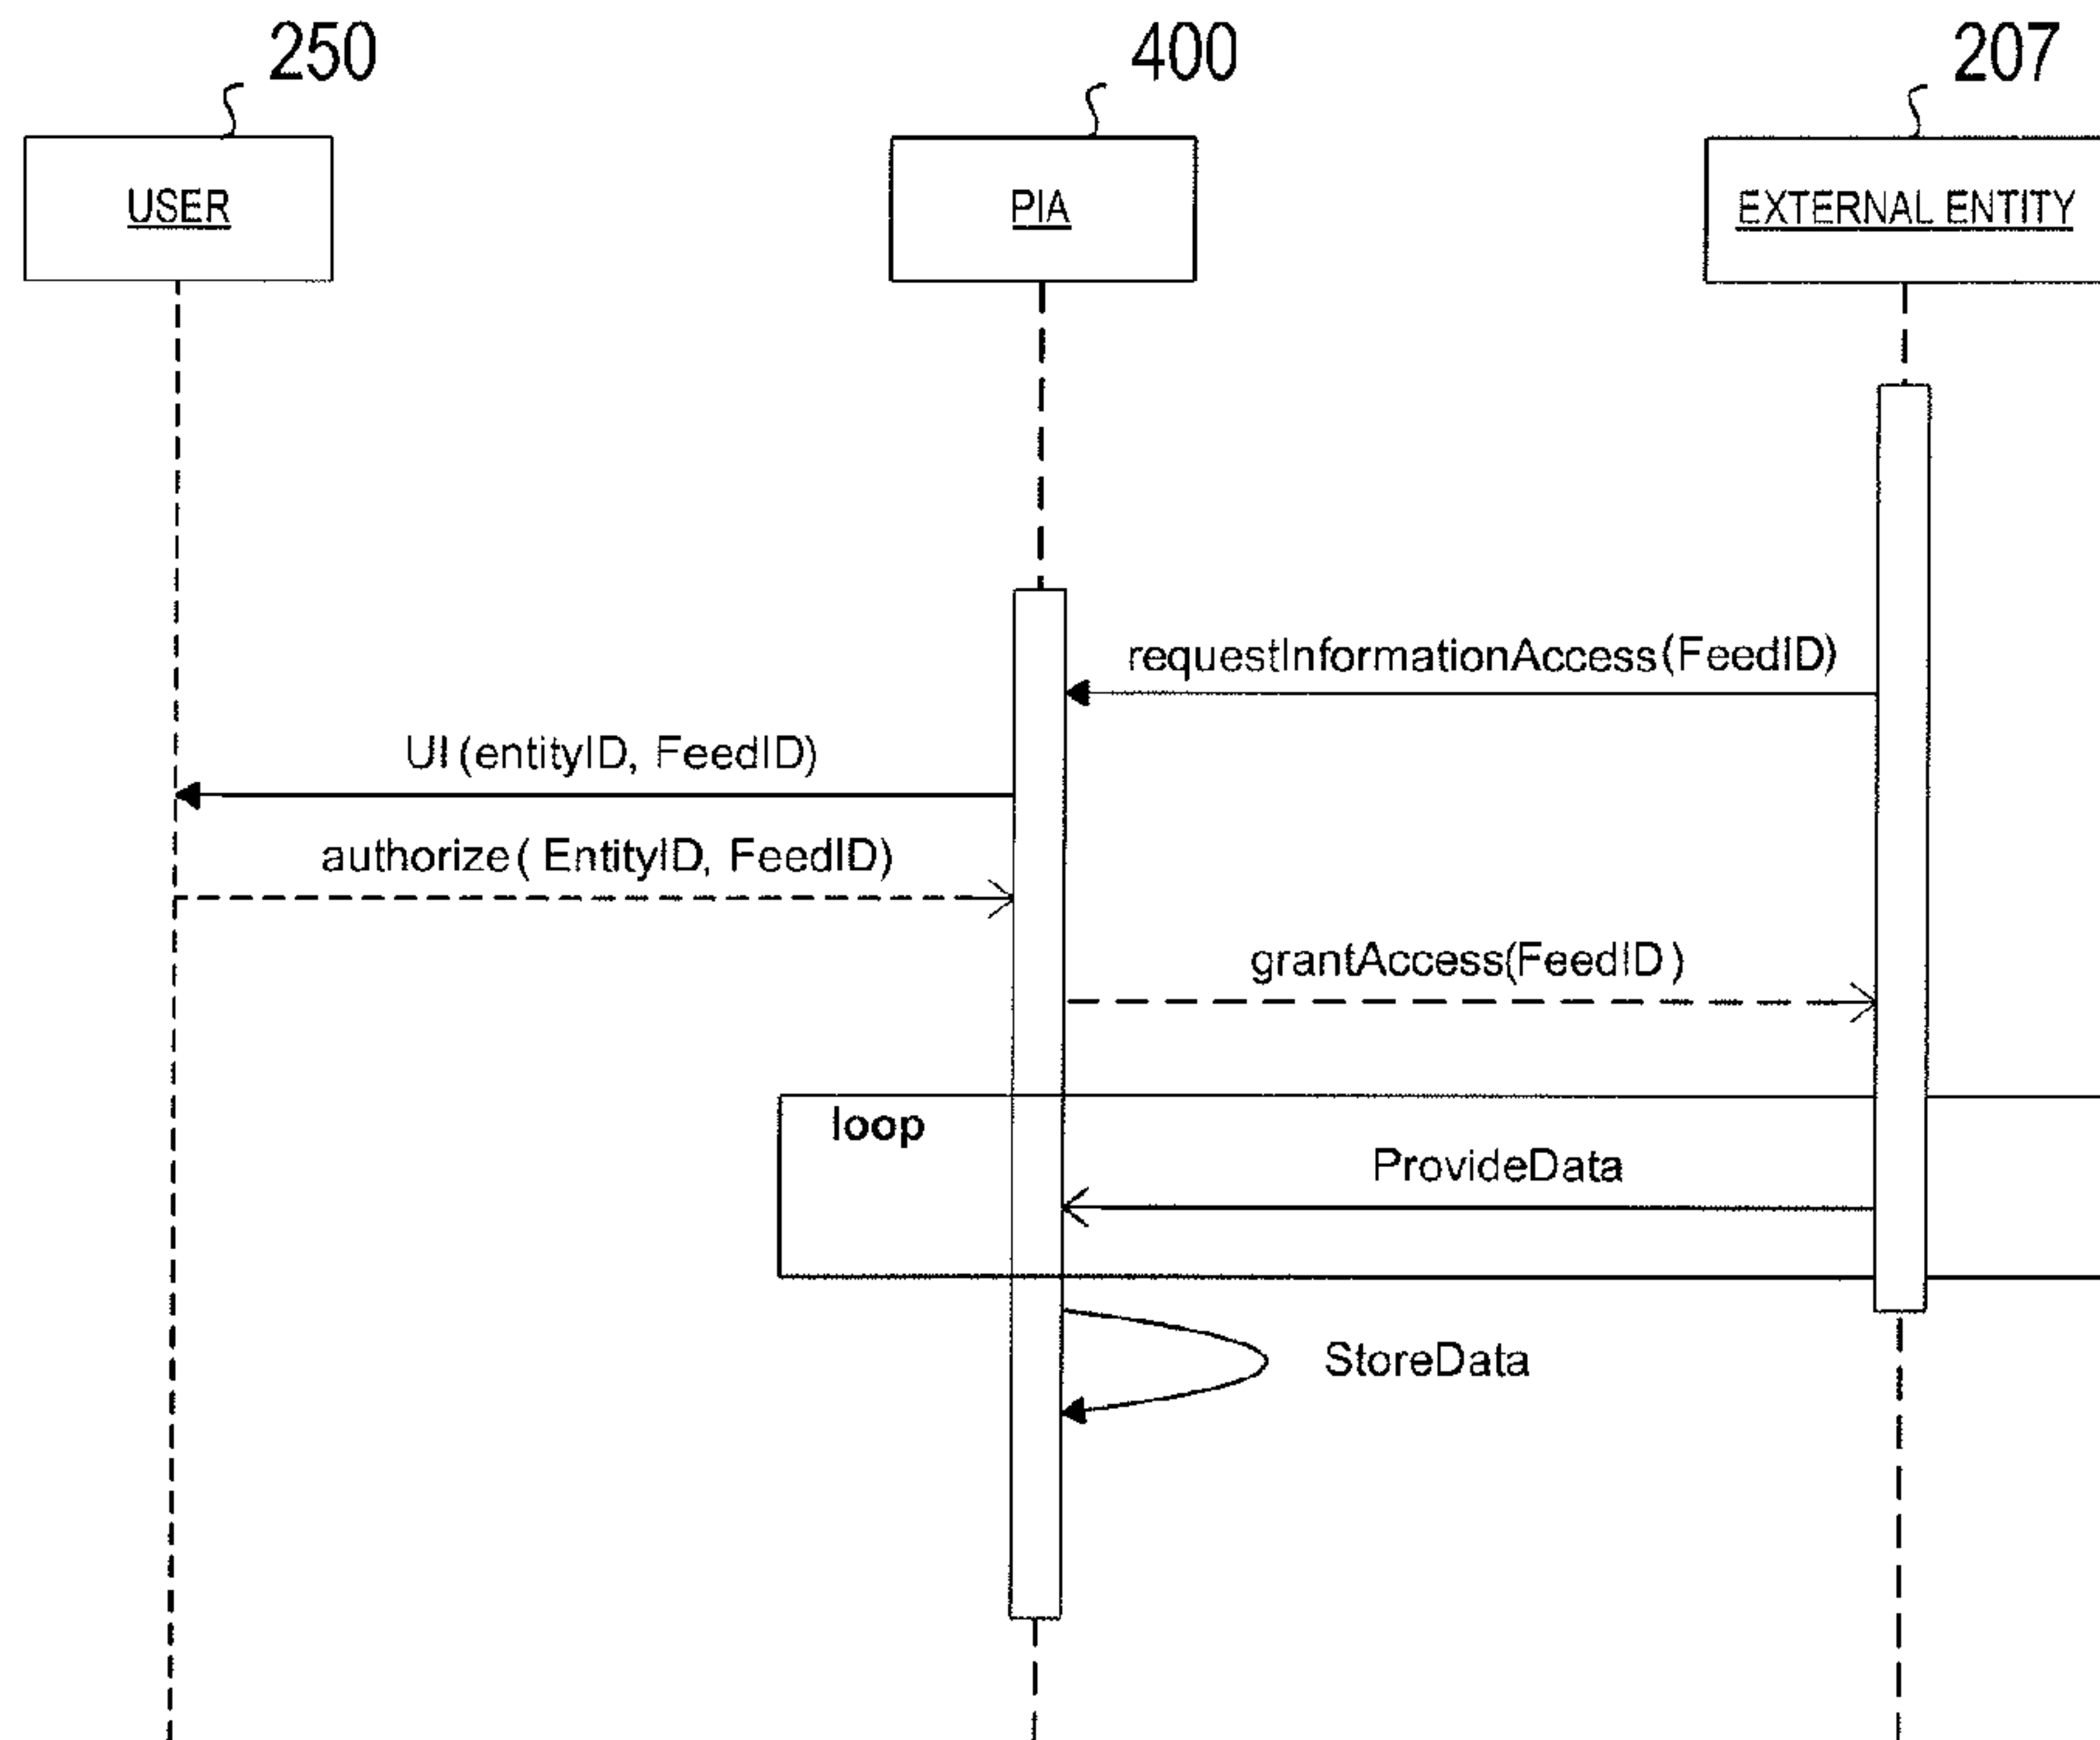 250
400
207
USER
PIA
EXTERNAL ENTITY
requestInformationAccess(FeedID)
UI(entityID, FeedID)
authorize( EntityID, FeedID)
grantAccess(FeedID)
loop
ProvideData
StoreData